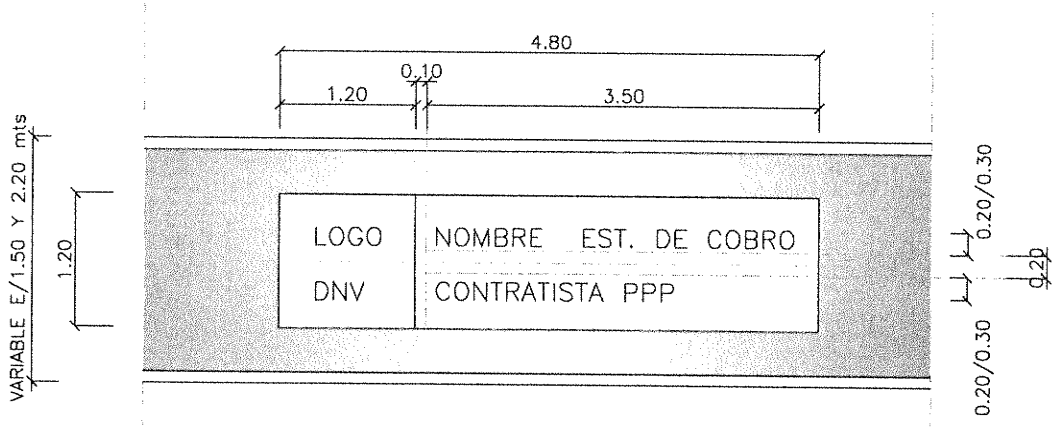 4.80
0.10
1.20
3.50
VARIABLE E/1.50 Y 2.20 mts
1.20
LOGO
DNV
NOMBRE EST. DE COBRO
CONTRATISTA PPP
0.20/0.30
0.20
0.20/0.30